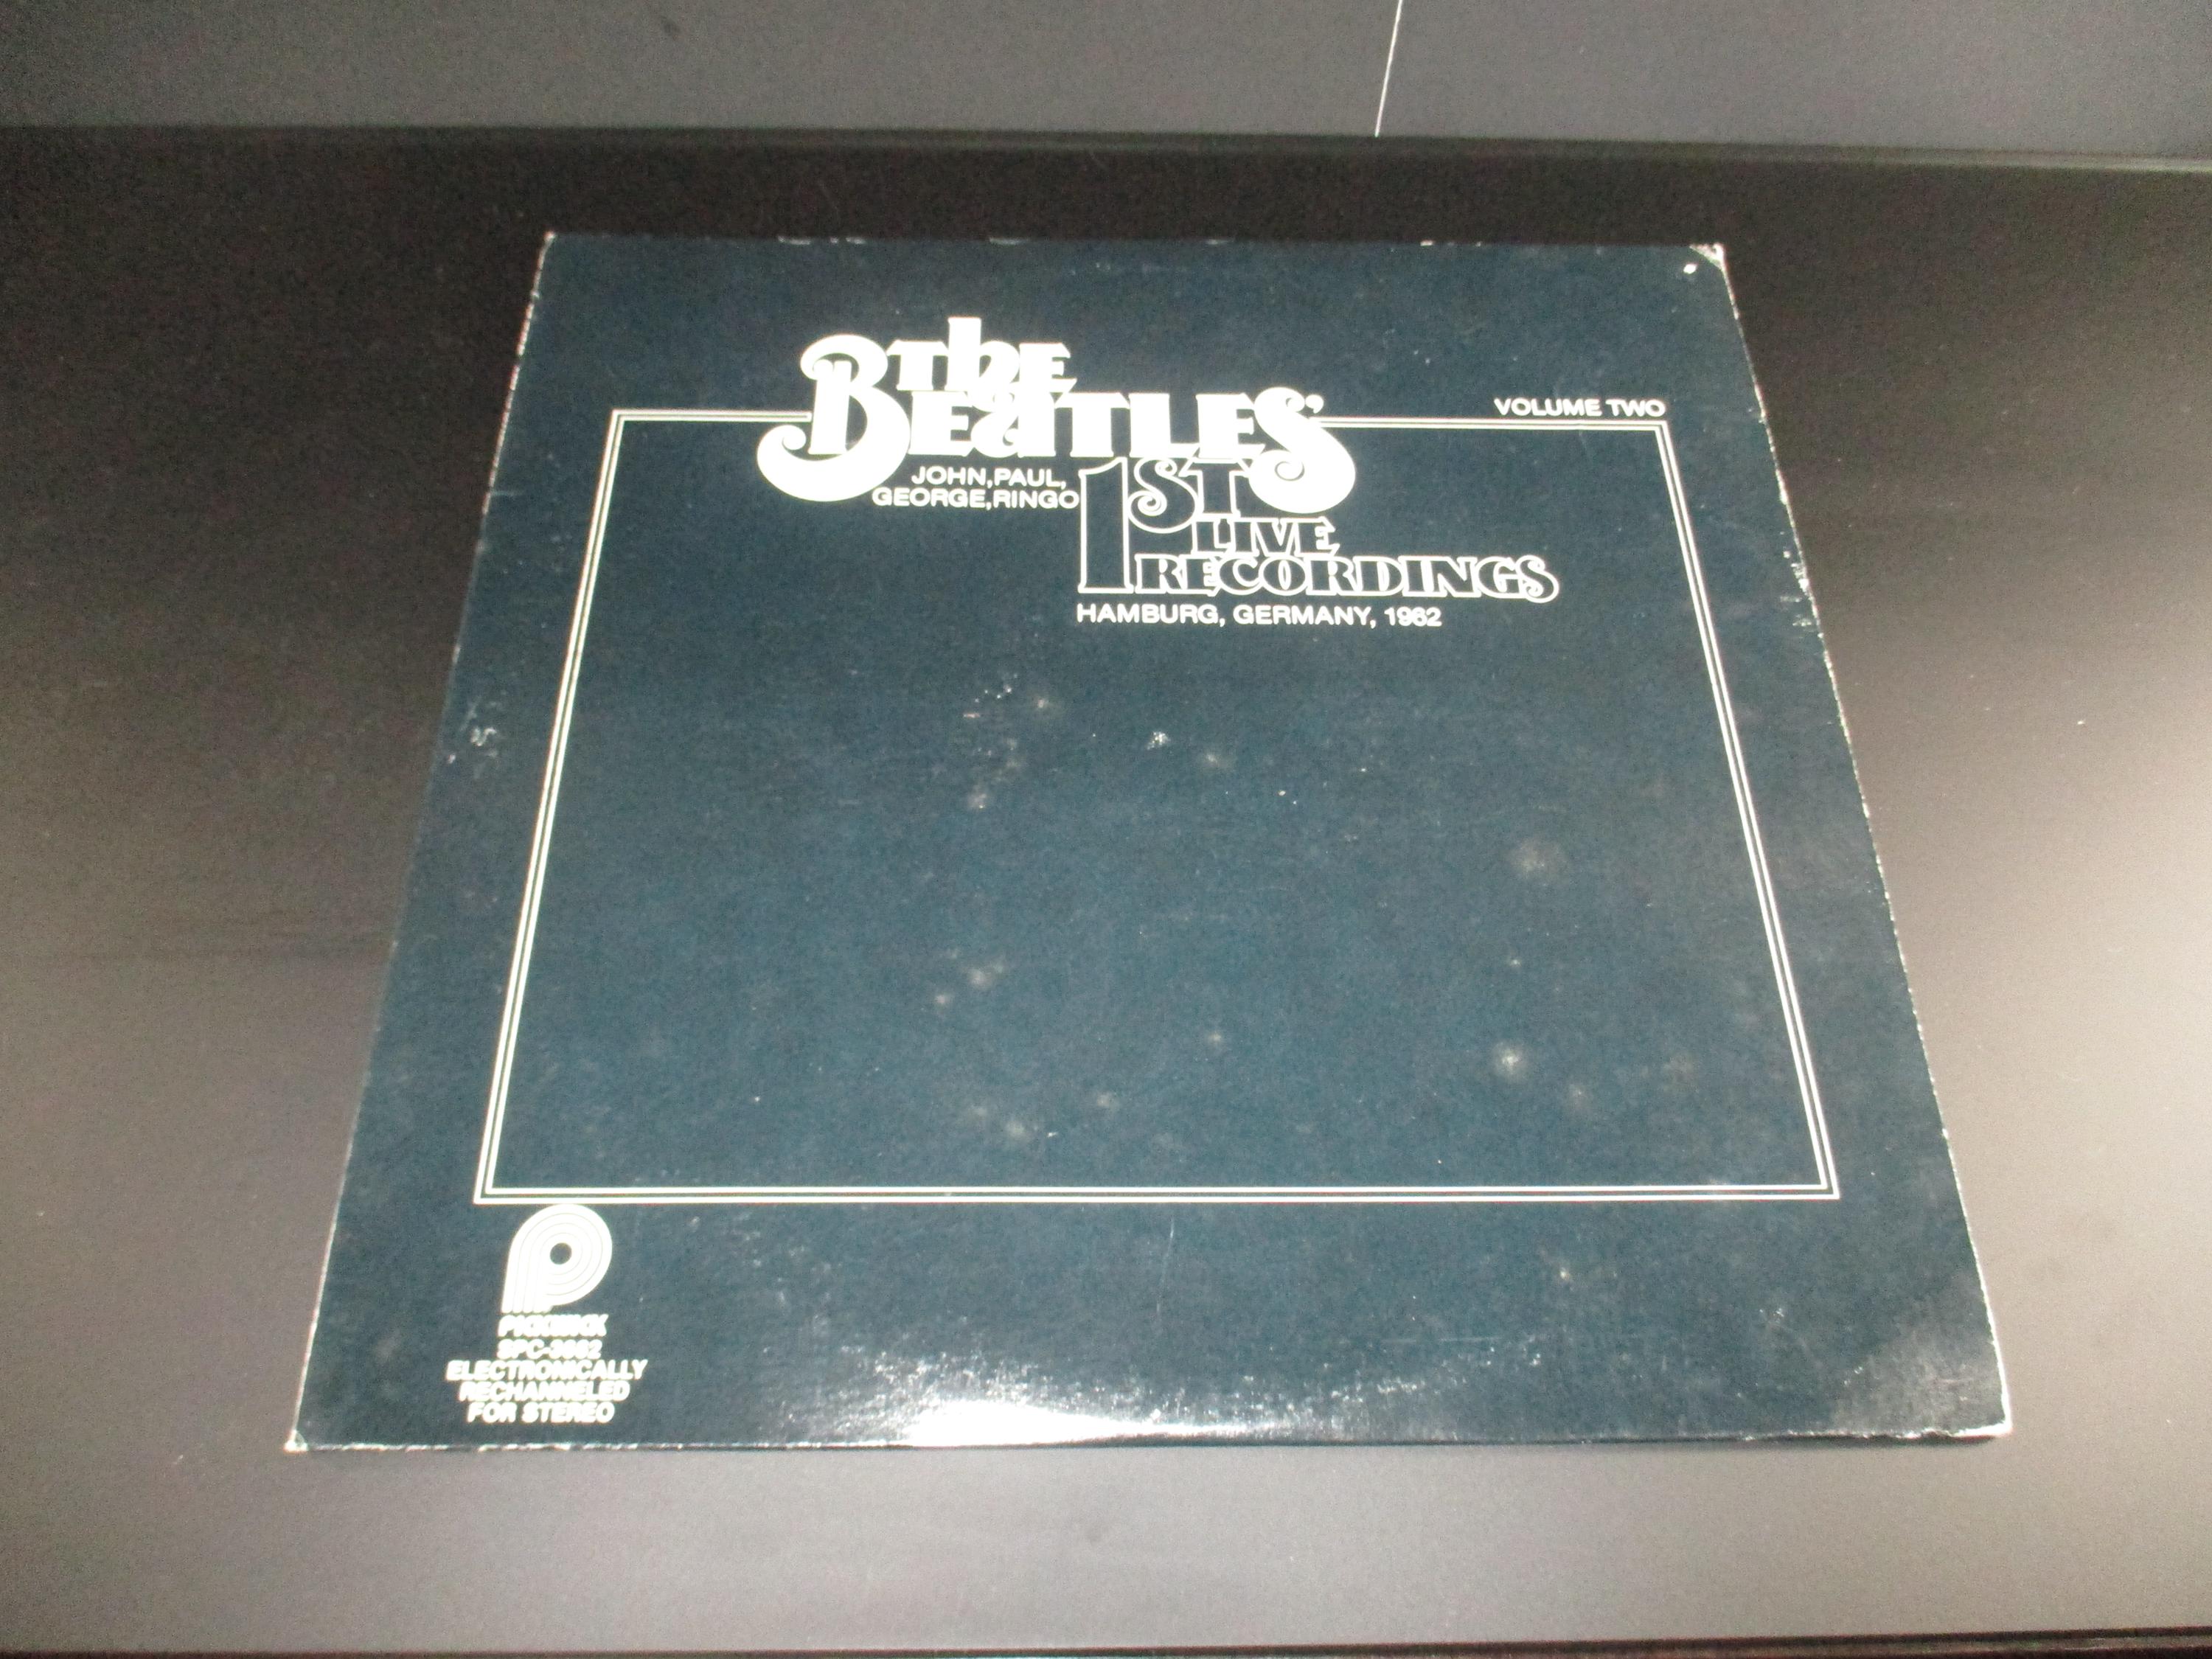 THE
BEATLES'
VOLUME TWO
JOHN, PAUL,
GEORGE, RINGO
1ST
LIVE
RECORDINGS
HAMBURG, GERMANY, 1962
PICKWICK
SPC-3662
ELECTRONICALLY
RECHANNELED
FOR STEREO